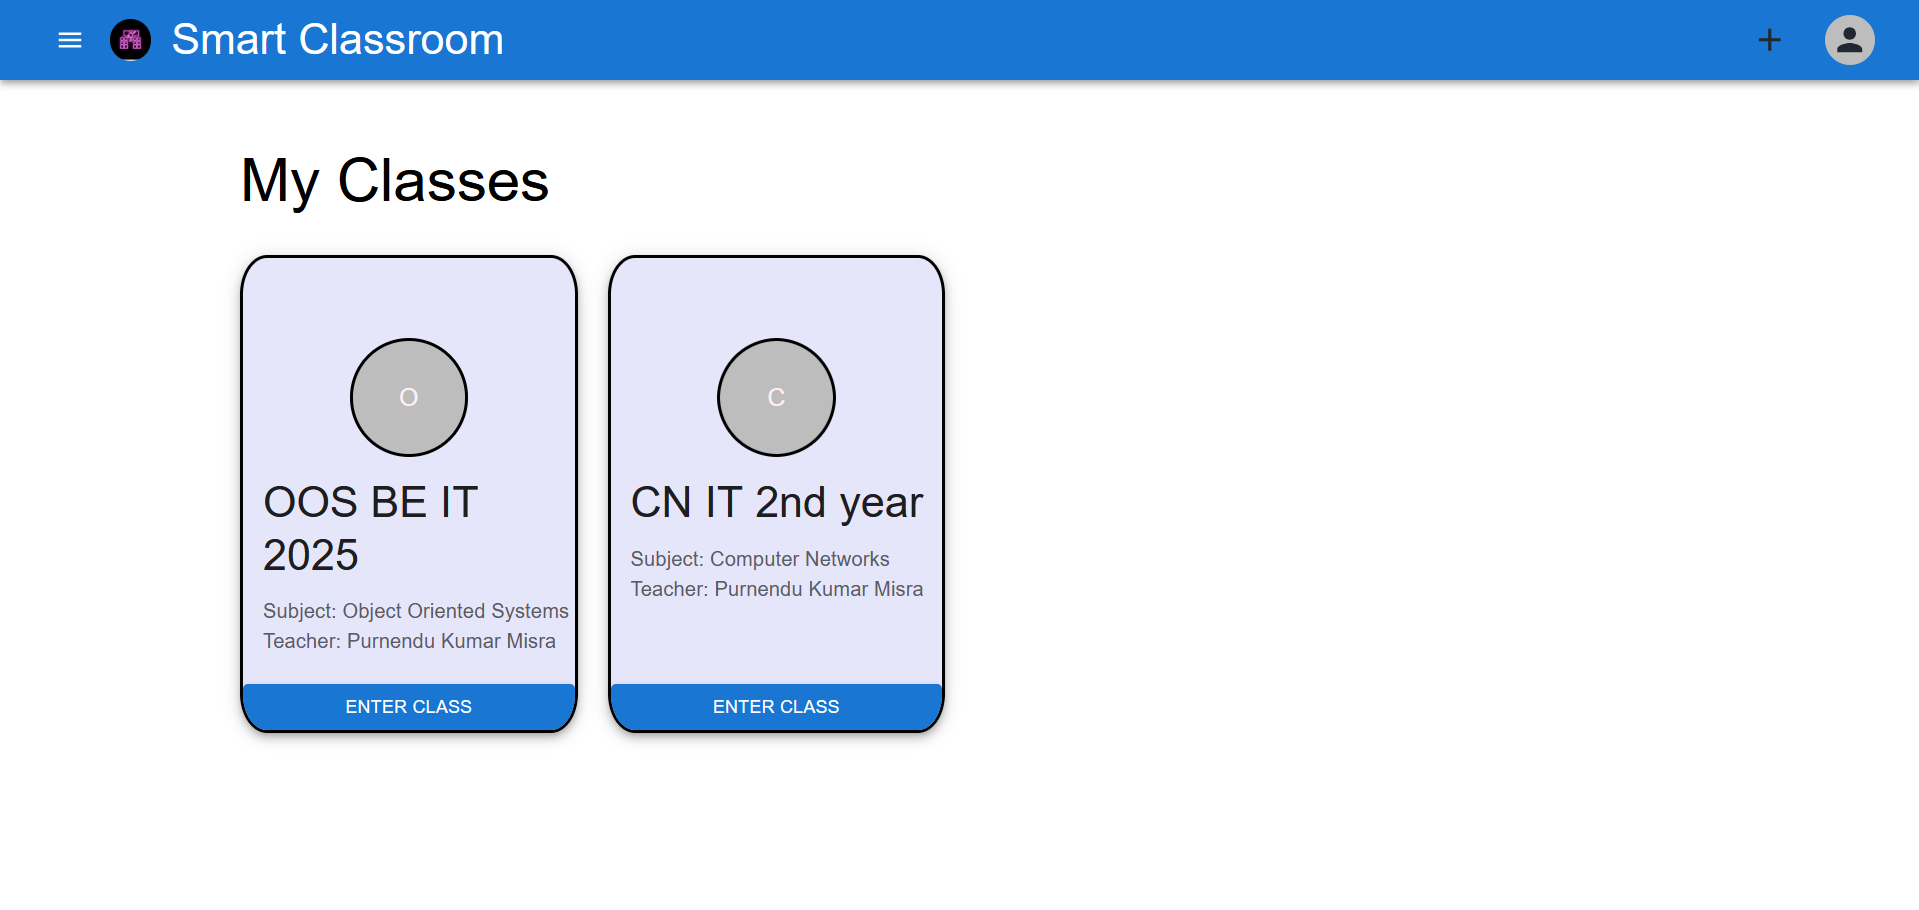 Smart Classroom
My Classes
O
OOS BE IT
2025
Subject: Object Oriented Systems
Teacher: Purnendu Kumar Misra
ENTER CLASS
C
CN IT 2nd year
Subject: Computer Networks
Teacher: Purnendu Kumar Misra
ENTER CLASS